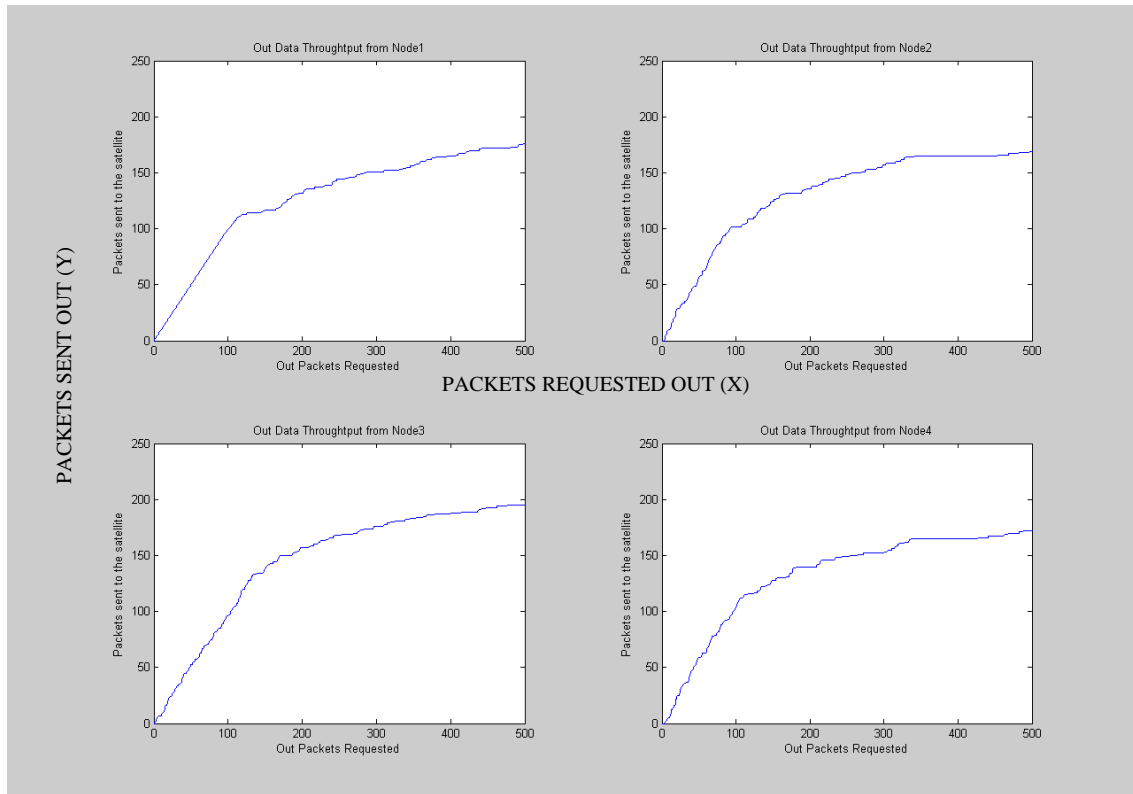 Out Data Throughtput from Node1
250
200
150
100
50
0
0 100 200 300 400 500
Packets sent to the satellite
Out Packets Requested
Out Data Throughtput from Node2
250
200
150
100
50
0
0 100 200 300 400 500
Packets sent to the satellite
Out Packets Requested
PACKETS SENT OUT (Y)
PACKETS REQUESTED OUT (X)
Out Data Throughtput from Node3
250
200
150
100
50
0
0 100 200 300 400 500
Packets sent to the satellite
Out Packets Requested
Out Data Throughtput from Node4
250
200
150
100
50
0
0 100 200 300 400 500
Packets sent to the satellite
Out Packets Requested